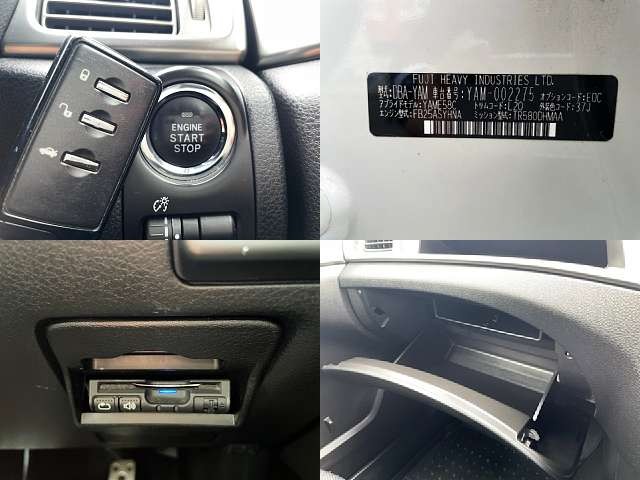 ENGINE
START
STOP
FUJI HEAVY INDUSTRIES LTD.
型式:DBA-YAM 車台番号:YAM-002275 オプションコード:EOC
アプライドモデル:YAME58C トリムコード:L20 外装色コード:37J
エンジン型式:FB25ASYHNA ミッション型式:TR580DHMAA